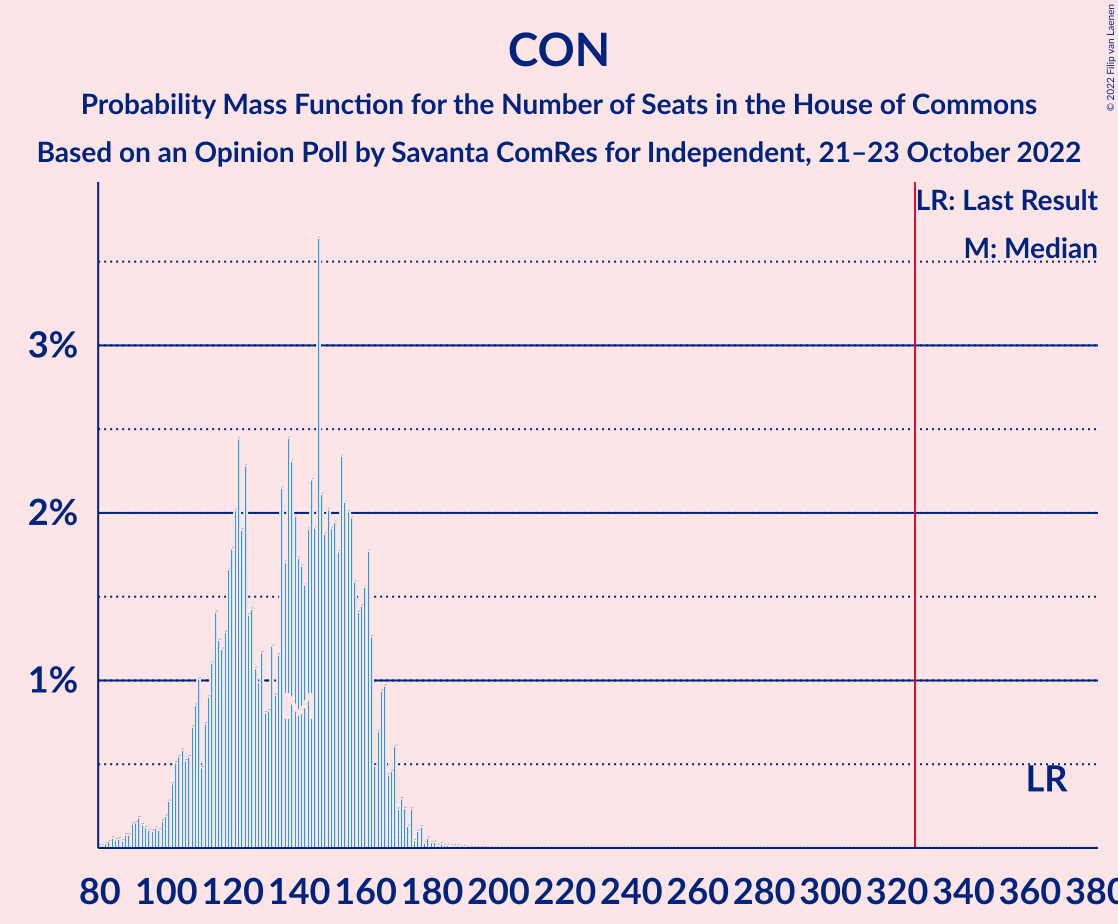 CON
Probability Mass Function for the Number of Seats in the House of Commons
Based on an Opinion Poll by Savanta ComRes for Independent, 21–23 October 2022
© 2022 Filip van Laenen
LR: Last Result
M: Median
3%
2%
1%
M
LR
80 100 120 140 160 180 200 220 240 260 280 300 320 340 360 380